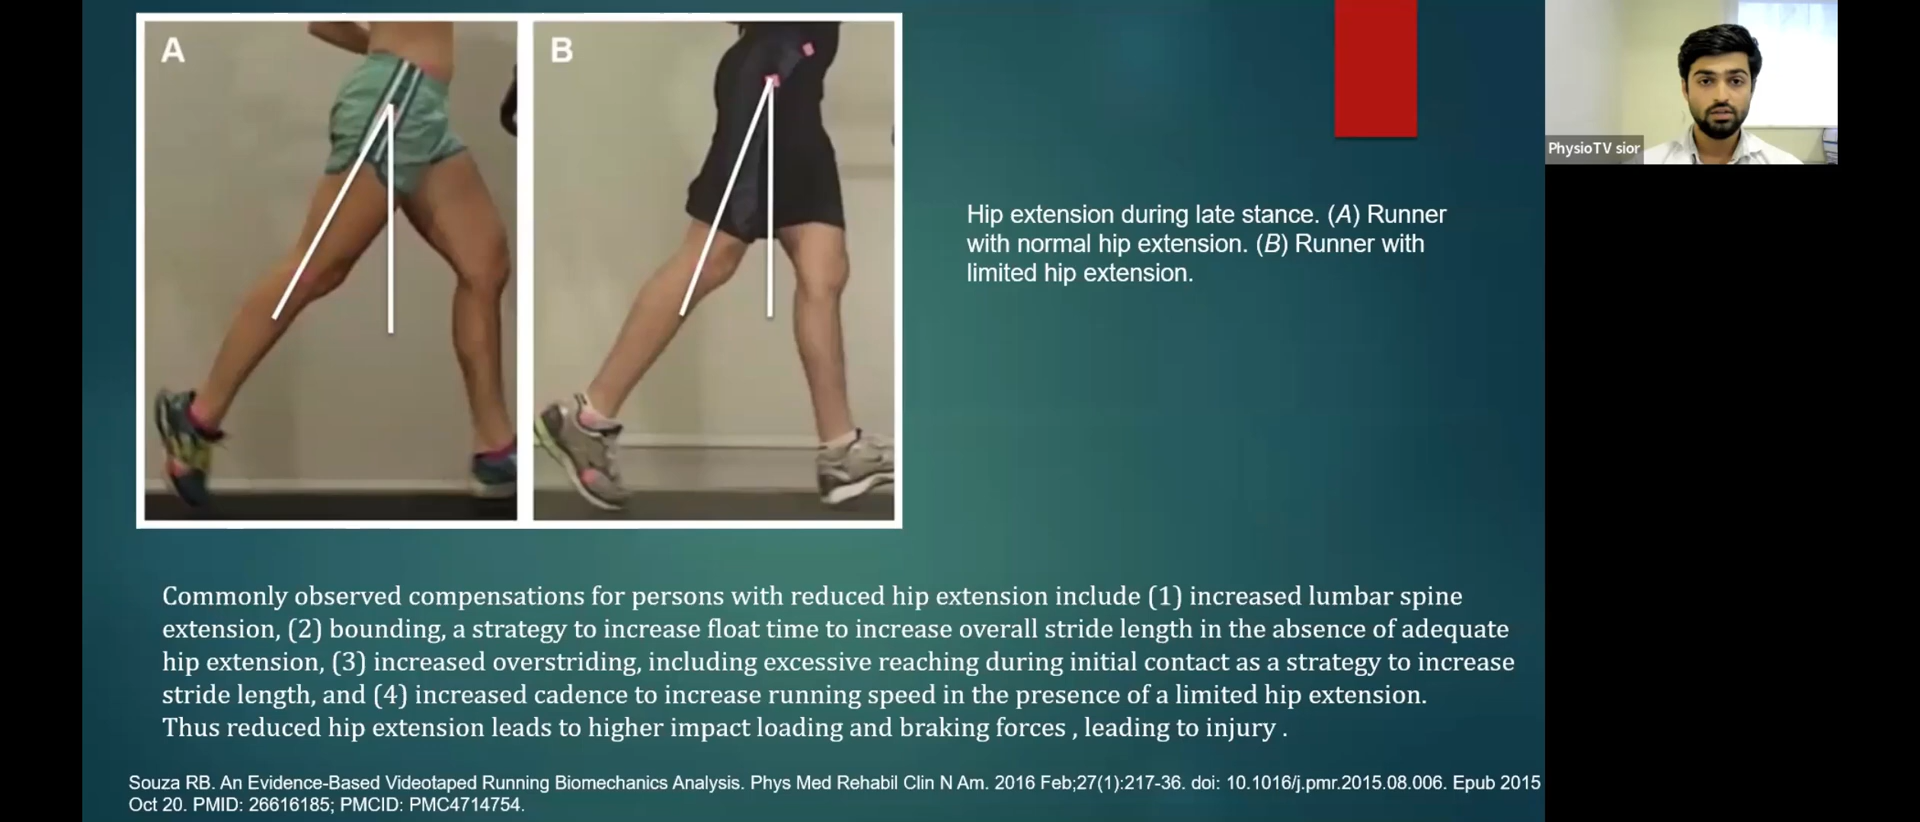 A
B
PhysioTV sior
Hip extension during late stance. (A) Runner
with normal hip extension. (B) Runner with
limited hip extension.
Commonly observed compensations for persons with reduced hip extension include (1) increased lumbar spine
extension, (2) bounding, a strategy to increase float time to increase overall stride length in the absence of adequate
hip extension, (3) increased overstriding, including excessive reaching during initial contact as a strategy to increase
stride length, and (4) increased cadence to increase running speed in the presence of a limited hip extension.
Thus reduced hip extension leads to higher impact loading and braking forces , leading to injury .
Souza RB. An Evidence-Based Videotaped Running Biomechanics Analysis. Phys Med Rehabil Clin N Am. 2016 Feb;27(1):217-36. doi: 10.1016/j.pmr.2015.08.006. Epub 2015
Oct 20. PMID: 26616185; PMCID: PMC4714754.